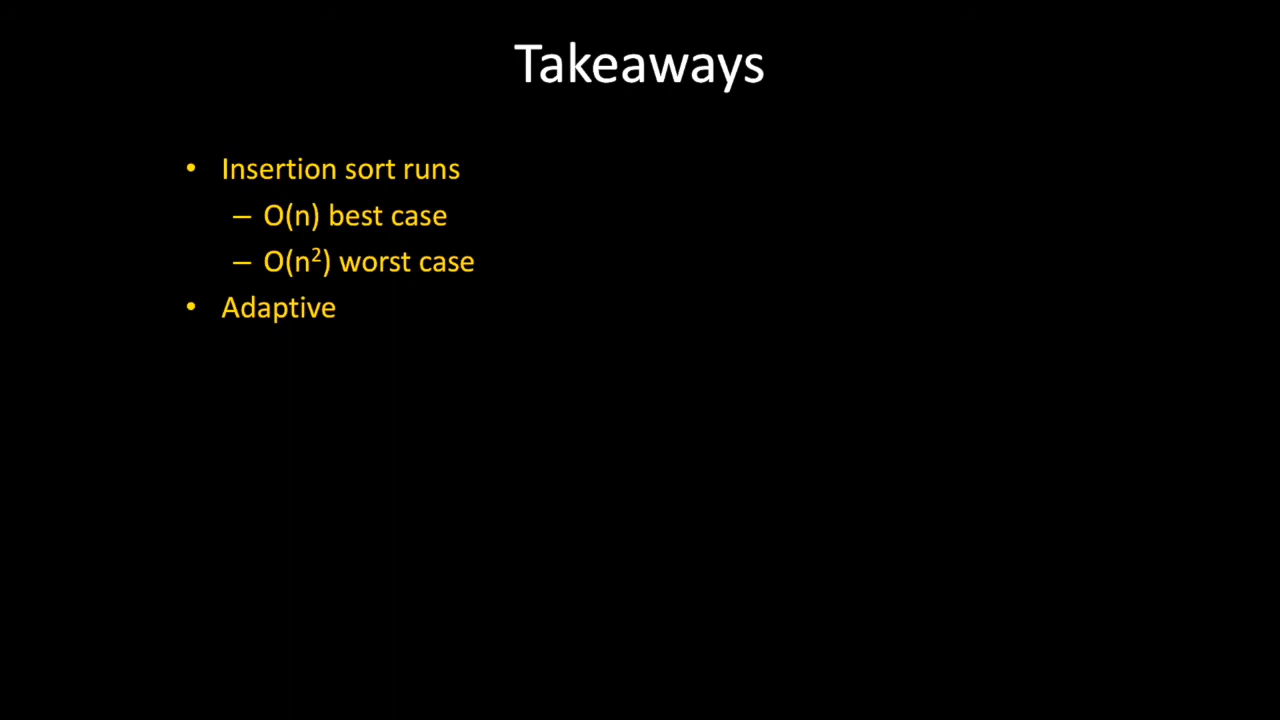 Takeaways
• Insertion sort runs
– O(n) best case
– O(n²) worst case
• Adaptive